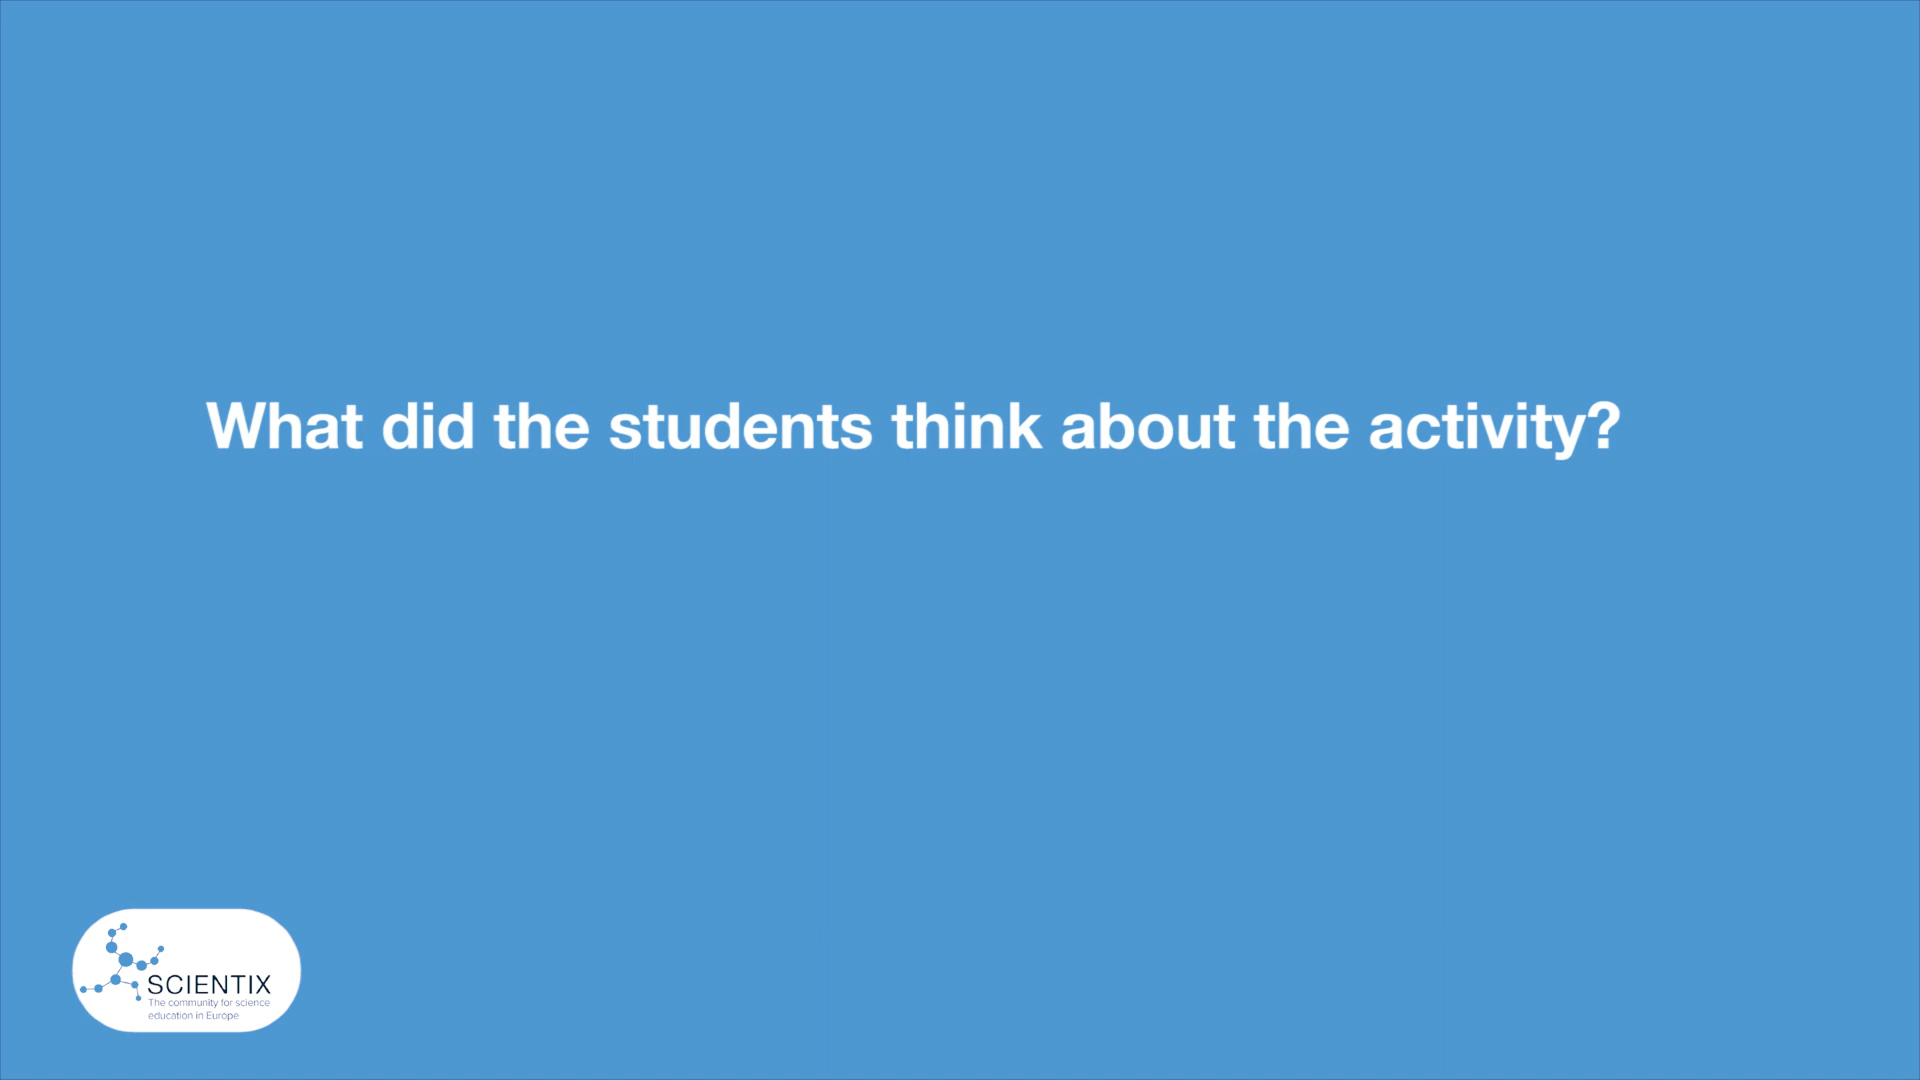 What did the students think about the activity?
SCIENTIX
The community for science
education in Europe